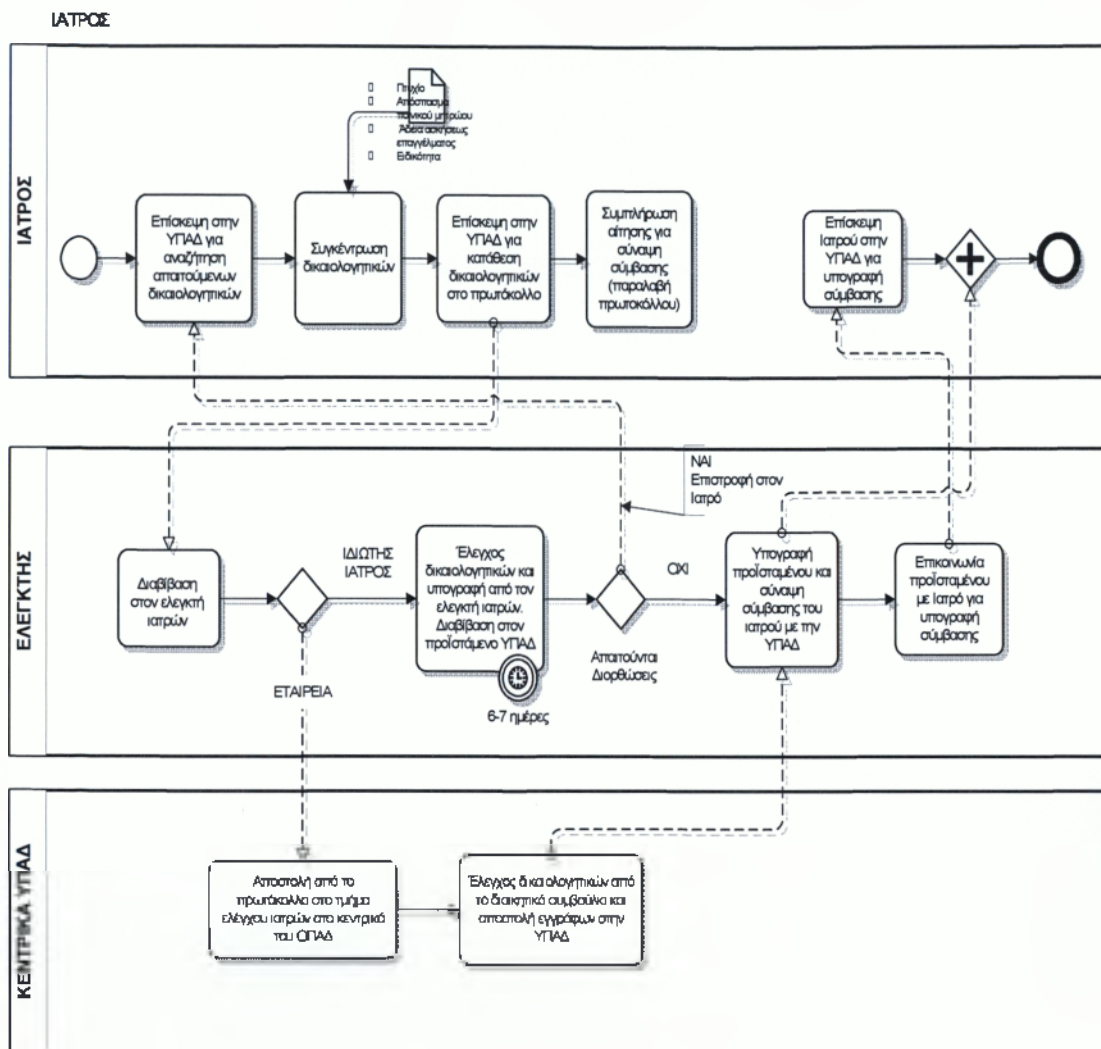 ΙΑΤΡΟΣ
ΙΑΤΡΟΣ
Πτυχίο
Απόσπασμα
ποινικού μητρώου
Άδεια ασκήσεως
επαγγέλματος
Ειδικότητα
Επίσκεψη στην
ΥΠΑΔ για
αναζήτηση
απαιτούμενων
δικαιολογητικών
Συγκέντρωση
δικαιολογητικών
Επίσκεψη στην
ΥΠΑΔ για
κατάθεση
δικαιολογητικών
στο πρωτόκολλο
Συμπλήρωση
αίτησης για
σύναψη
σύμβασης
(παραλαβή
πρωτοκόλλου)
Επίσκεψη
Ιατρού στην
ΥΠΑΔ για
υπογραφή
σύμβασης
ΕΛΕΓΚΤΗΣ
Διαβίβαση
στον ελεγκτή
ιατρών
ΙΔΙΩΤΗΣ
ΙΑΤΡΟΣ
ΕΤΑΙΡΕΙΑ
Έλεγχος
δικαιολογητικών και
υπογραφή από τον
ελεγκτή ιατρών.
Διαβίβαση στον
προϊστάμενο ΥΠΑΔ
6-7 ημέρες
ΝΑΙ
Επιστροφή στον
Ιατρό
ΟΧΙ
Απαιτούνται
Διορθώσεις
Υπογραφή
προϊσταμένου και
σύναψη
σύμβασης του
ιατρού με την
ΥΠΑΔ
Επικοινωνία
προϊσταμένου
με Ιατρό για
υπογραφή
σύμβασης
ΚΕΝΤΡΙΚΑ ΥΠΑΔ
Αποστολή από το
πρωτόκολλο στο τμήμα
ελέγχου ιατρών στα κεντρικά
του ΟΠΑΔ
Έλεγχος δικαιολογητικών από
το διοικητικό συμβούλιο και
αποστολή εγγράφων στην
ΥΠΑΔ